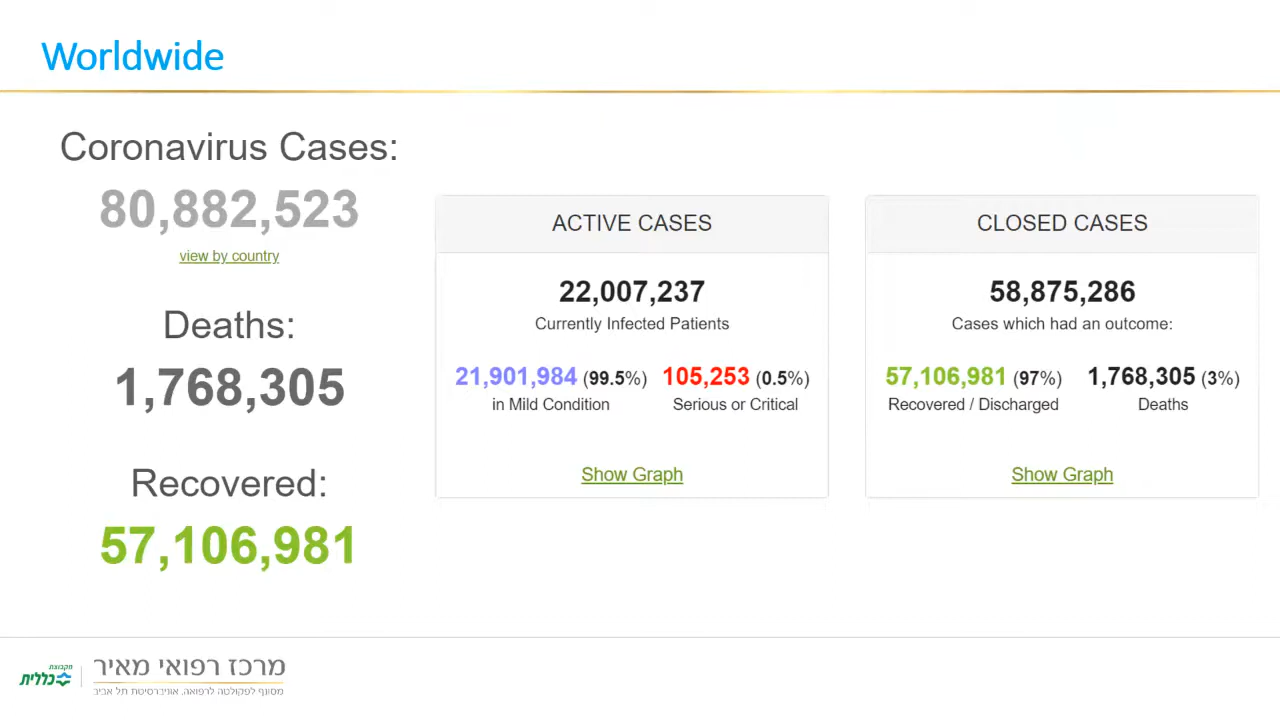 Worldwide
Coronavirus Cases:
80,882,523
view by country
Deaths:
1,768,305
Recovered:
57,106,981
ACTIVE CASES
22,007,237
Currently Infected Patients
21,901,984 (99.5%) 105,253 (0.5%)
in Mild Condition Serious or Critical
Show Graph
CLOSED CASES
58,875,286
Cases which had an outcome:
57,106,981 (97%) 1,768,305 (3%)
Recovered / Discharged Deaths
Show Graph
מרכז רפואי מאיר
מסונף לפקולטה לרפואה, אוניברסיטת תל אביב
מקבוצת
כללית